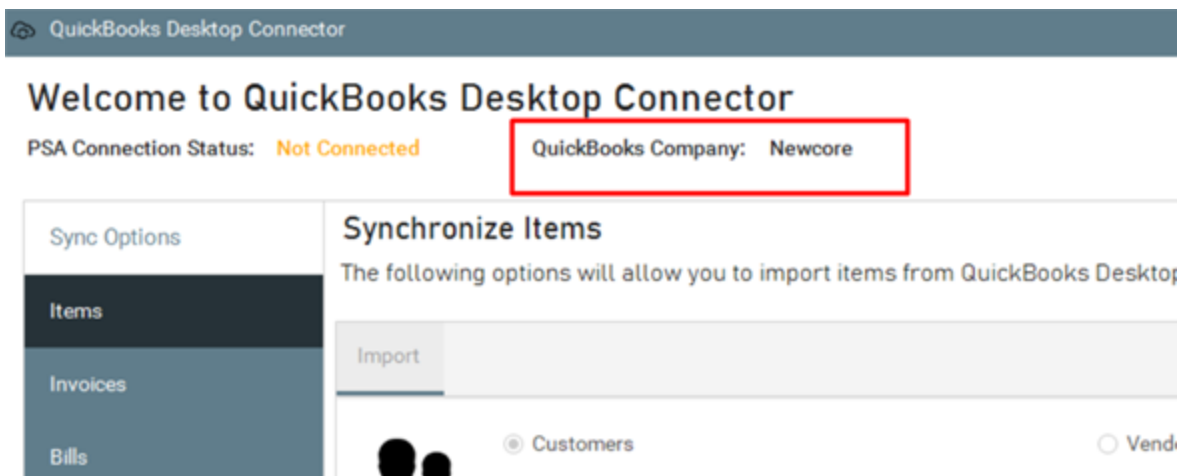 QuickBooks Desktop Connector
Welcome to QuickBooks Desktop Connector
PSA Connection Status: Not Connected QuickBooks Company: Newcore
Sync Options
Synchronize Items
The following options will allow you to import items from QuickBooks
Items
Import
Invoices
Customers
Bills